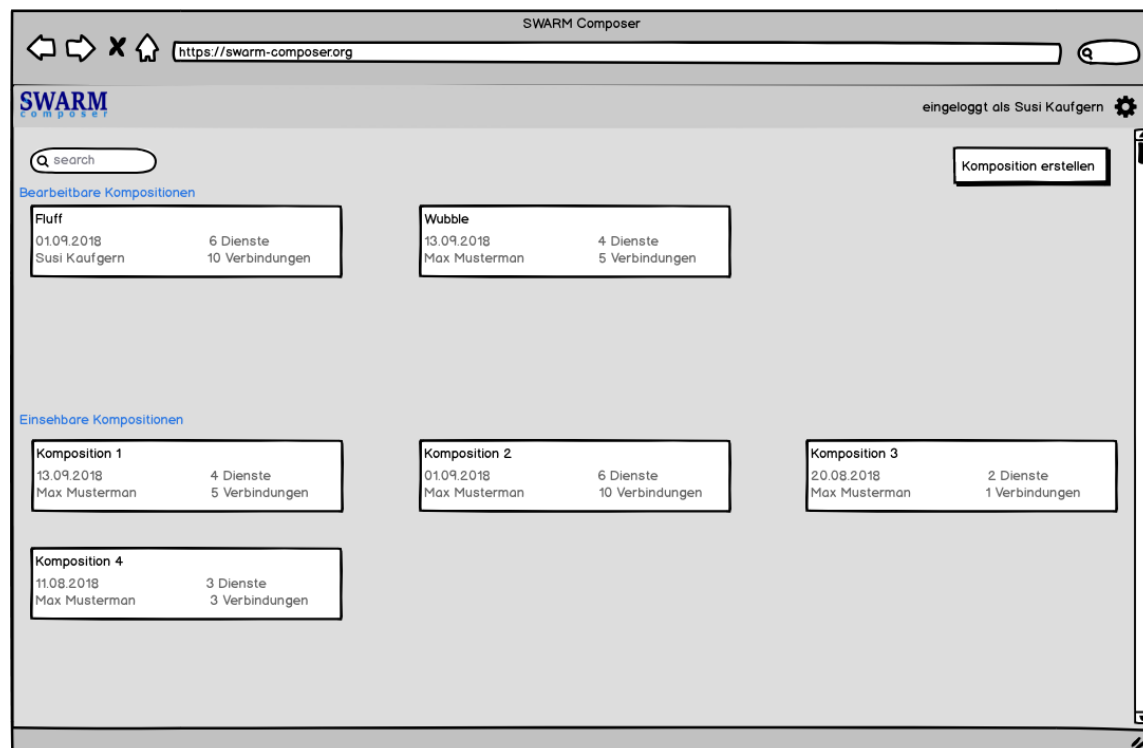 SWARM Composer
https://swarm-composer.org
SWARM
composer
eingeloggt als Susi Kaufgern
search
Komposition erstellen
Bearbeitbare Kompositionen
Fluff
01.09.2018 6 Dienste
Susi Kaufgern 10 Verbindungen
Wubble
13.09.2018 4 Dienste
Max Musterman 5 Verbindungen
Einsehbare Kompositionen
Komposition 1
13.09.2018 4 Dienste
Max Musterman 5 Verbindungen
Komposition 2
01.09.2018 6 Dienste
Max Musterman 10 Verbindungen
Komposition 3
20.08.2018 2 Dienste
Max Musterman 1 Verbindungen
Komposition 4
11.08.2018 3 Dienste
Max Musterman 3 Verbindungen